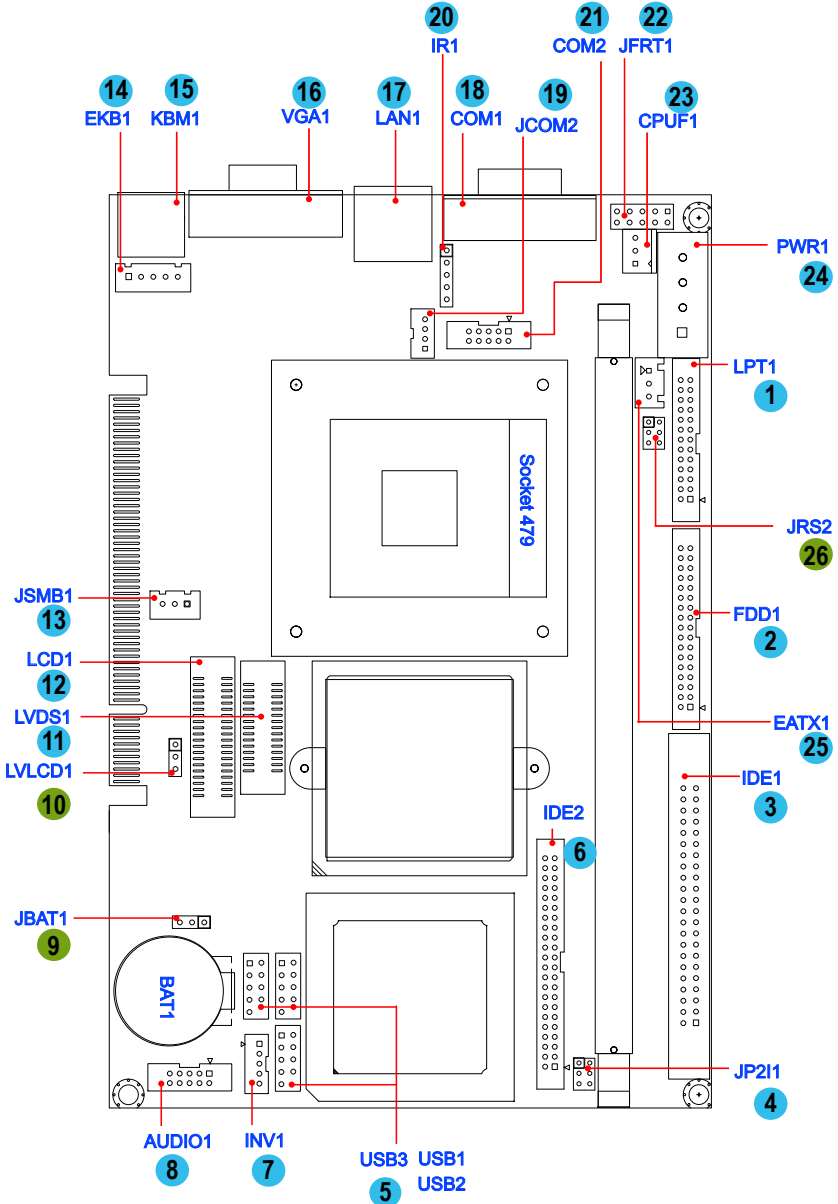 20
IR1
21
COM2
22
JFRT1
14
EKB1
15
KBM1
16
VGA1
17
LAN1
18
COM1
19
JCOM2
23
CPUF1
PWR1
24
LPT1
1
Socket 479
JRS2
26
JSMB1
13
FDD1
2
LCD1
12
LVDS1
11
EATX1
25
LVLCD1
10
IDE1
3
IDE2
6
JBAT1
9
BAT1
JP2I1
4
AUDIO1
8
INV1
7
USB3 USB1
5 USB2